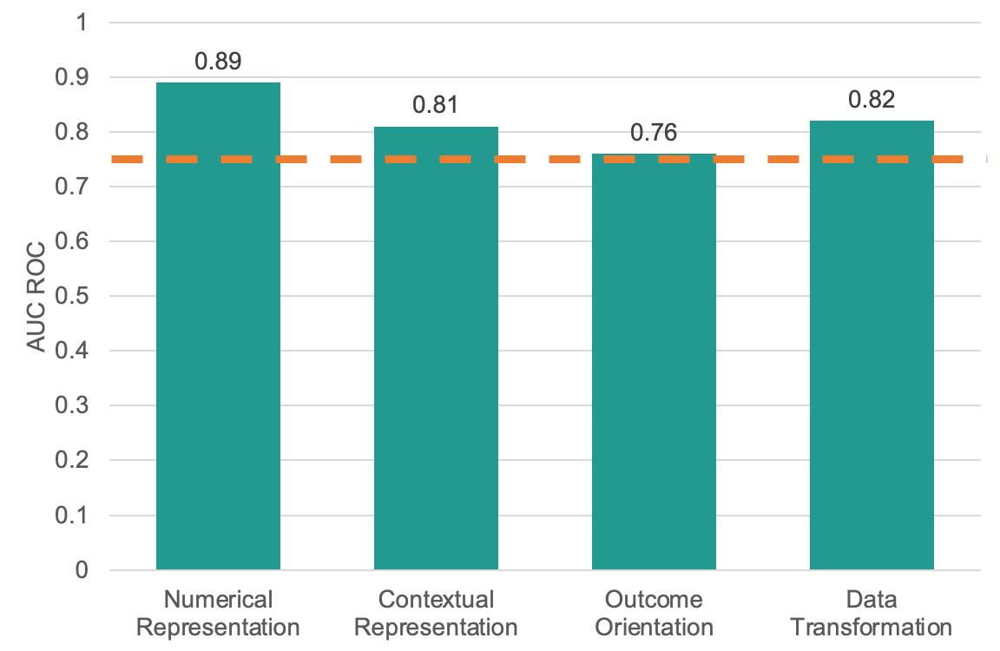 1
0.9
0.8
0.7
0.6
0.5
0.4
0.3
0.2
0.1
0
AUC ROC
0.89
0.81
0.76
0.82
Numerical
Representation
Contextual
Representation
Outcome
Orientation
Data
Transformation